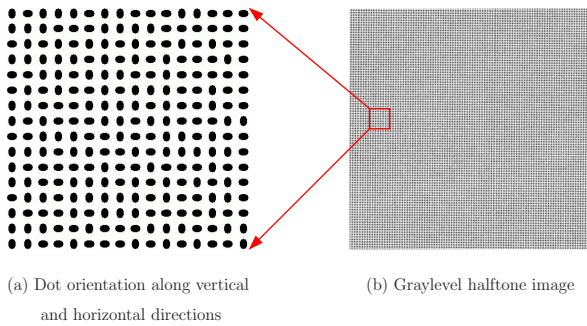 (a) Dot orientation along vertical
and horizontal directions
(b) Graylevel halftone image